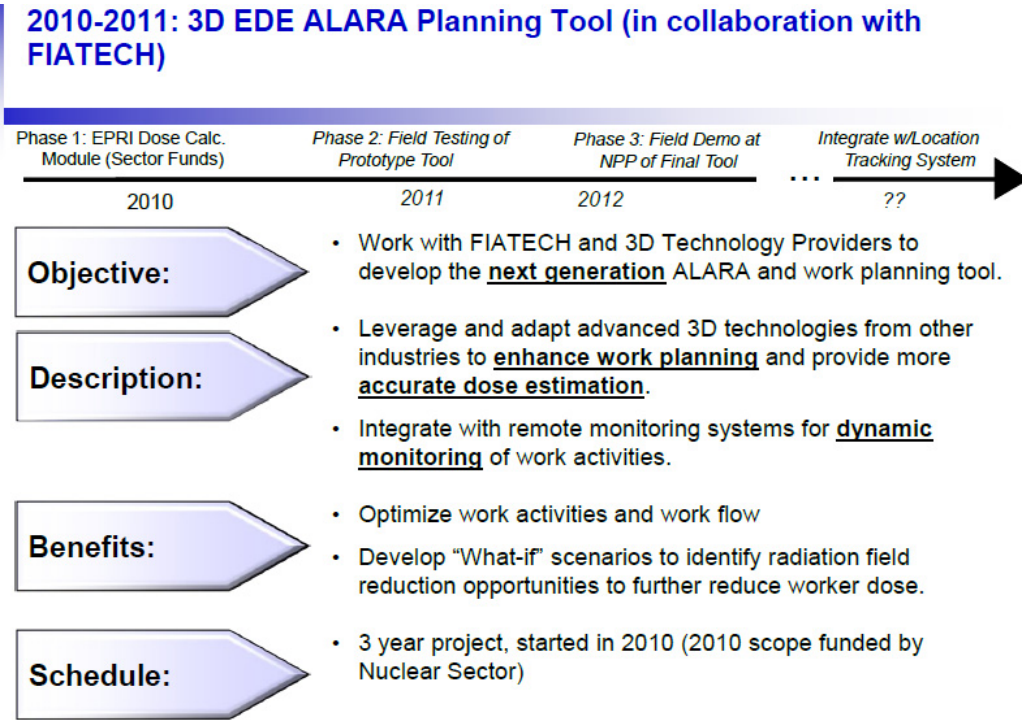 2010-2011: 3D EDE ALARA Planning Tool (in collaboration with
FIATECH)
Phase 1: EPRI Dose Calc.
Module (Sector Funds)
Phase 2: Field Testing of
Prototype Tool
Phase 3: Field Demo at
NPP of Final Tool
Integrate w/Location
Tracking System
...
2010
2011
2012
??
Objective:
• Work with FIATECH and 3D Technology Providers to
develop the next generation ALARA and work planning tool.
Description:
• Leverage and adapt advanced 3D technologies from other
industries to enhance work planning and provide more
accurate dose estimation.
• Integrate with remote monitoring systems for dynamic
monitoring of work activities.
Benefits:
• Optimize work activities and work flow
• Develop “What-if” scenarios to identify radiation field
reduction opportunities to further reduce worker dose.
Schedule:
• 3 year project, started in 2010 (2010 scope funded by
Nuclear Sector)